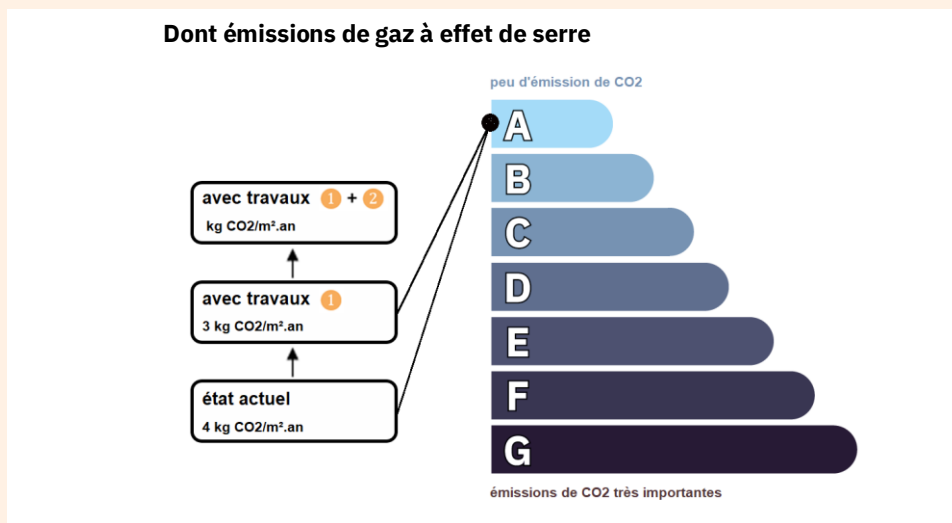 Dont émissions de gaz à effet de serre
peu d'émission de CO2
A
B
C
D
E
F
G
émissions de CO2 très importantes
avec travaux 1 + 2
kg CO2/m².an
avec travaux 1
3 kg CO2/m².an
état actuel
4 kg CO2/m².an